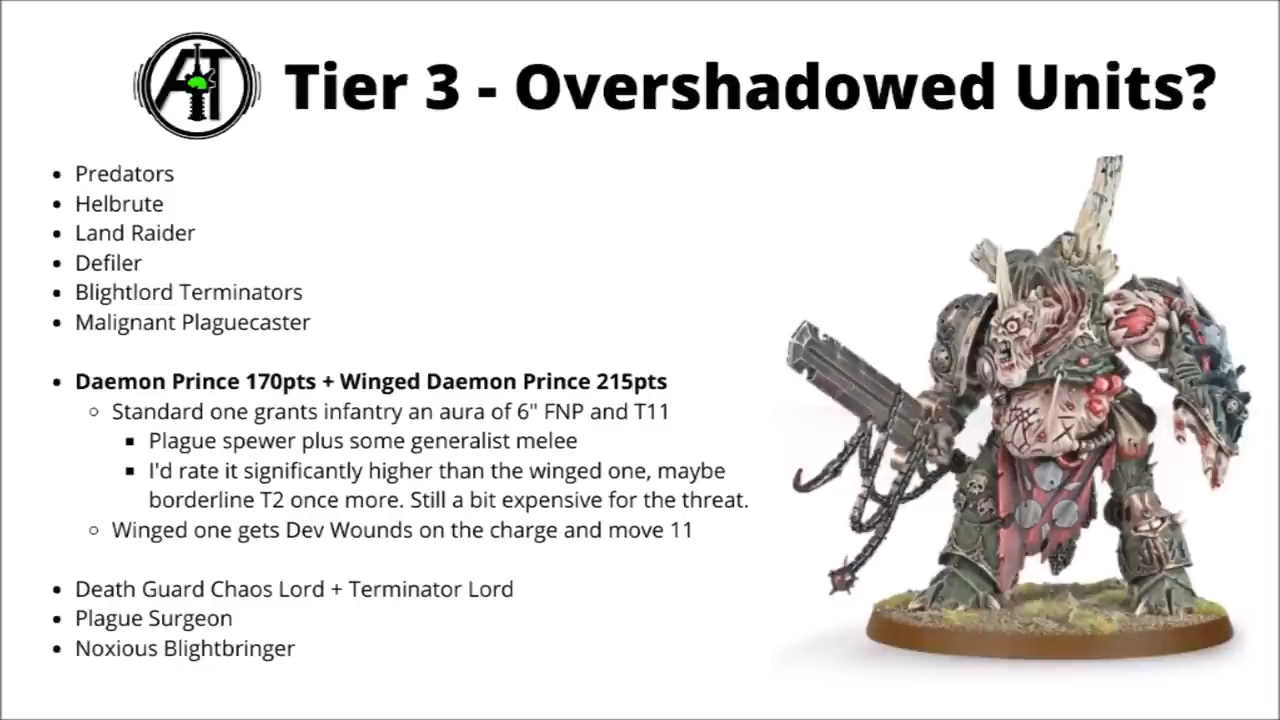 AT
Tier 3 - Overshadowed Units?
• Predators
• Helbrute
• Land Raider
• Defiler
• Blightlord Terminators
• Malignant Plaguecaster
• Daemon Prince 170pts + Winged Daemon Prince 215pts
○ Standard one grants infantry an aura of 6" FNP and T11
▪ Plague spewer plus some generalist melee
▪ I'd rate it significantly higher than the winged one, maybe
borderline T2 once more. Still a bit expensive for the threat.
○ Winged one gets Dev Wounds on the charge and move 11
• Death Guard Chaos Lord + Terminator Lord
• Plague Surgeon
• Noxious Blightbringer